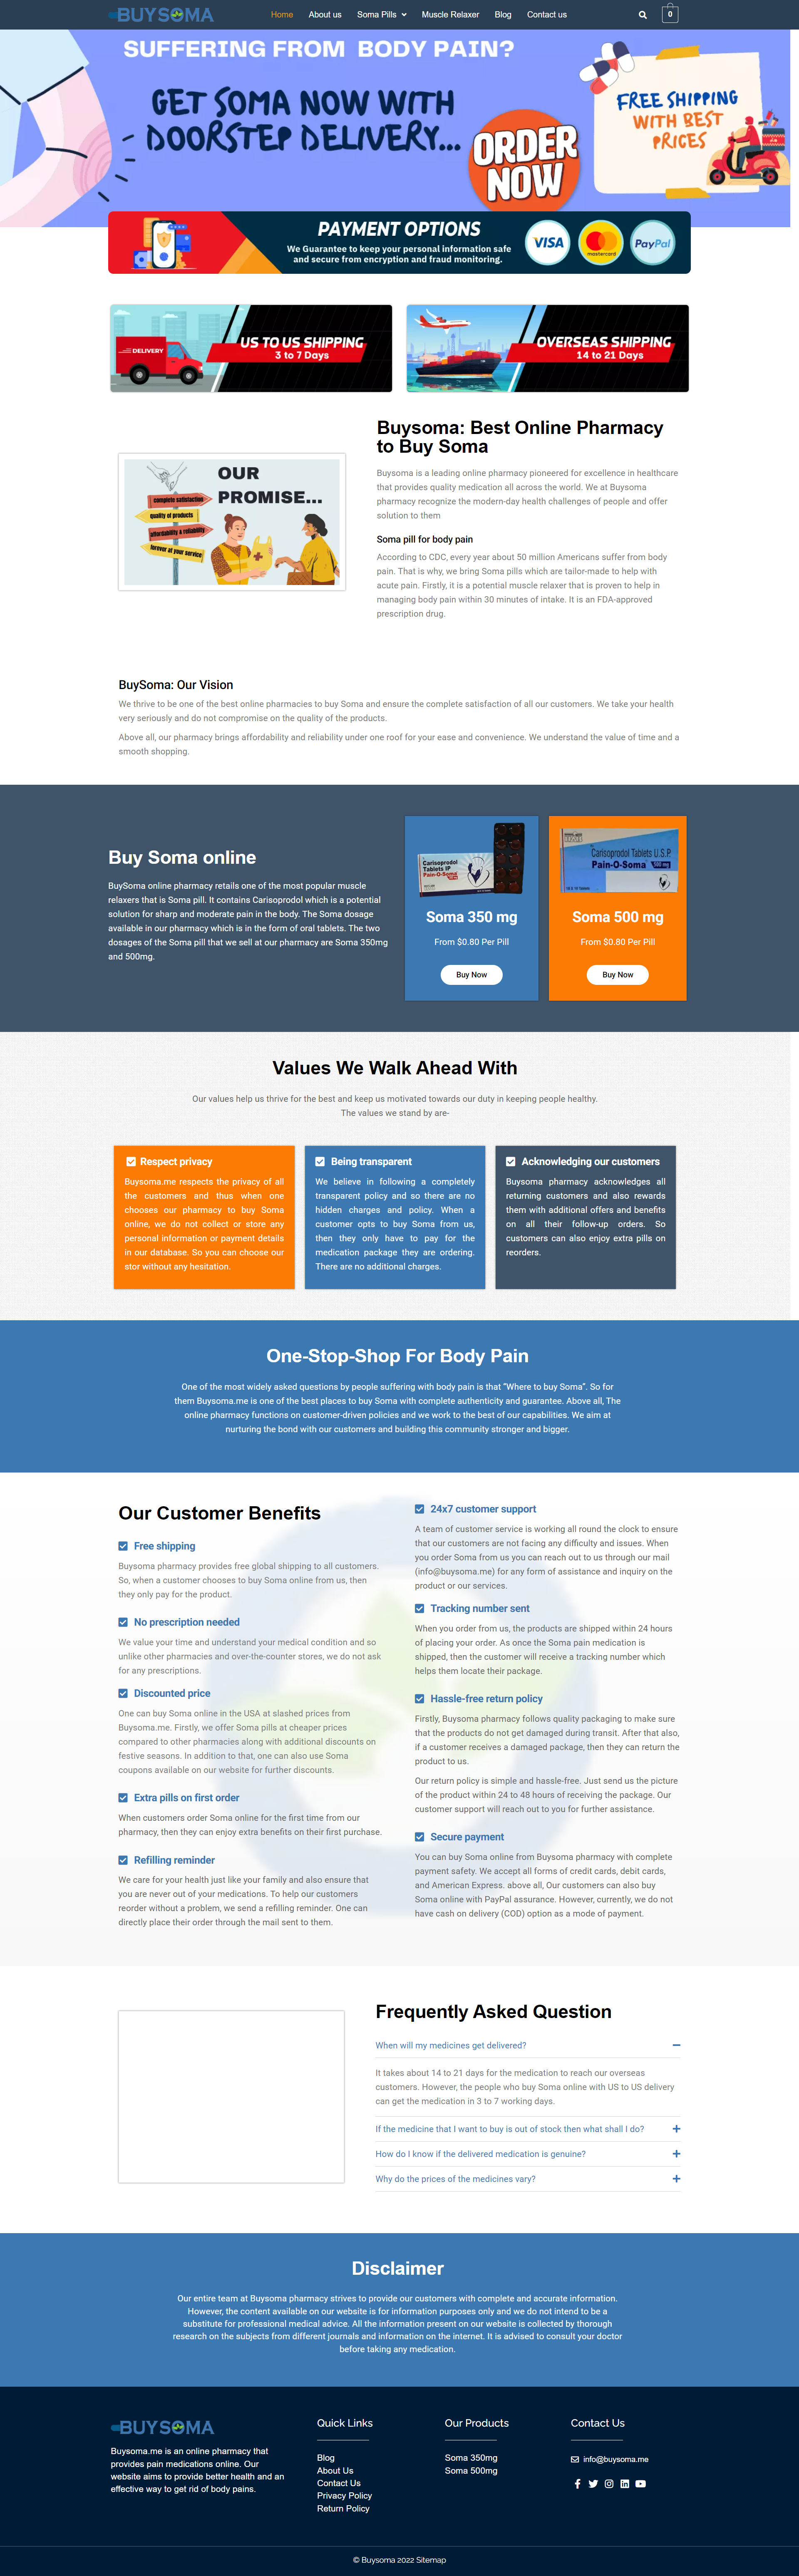 BUYSOMA
Home About us Soma Pills Muscle Relaxer Blog Contact us
0
SUFFERING FROM BODY PAIN?
GET SOMA NOW WITH
DOORSTEP DELIVERY...
ORDER
NOW
FREE SHIPPING
WITH BEST
PRICES
PAYMENT OPTIONS
We Guarantee to keep your personal information safe
and secure from encryption and fraud monitoring.
VISA
mastercard
PayPal
DELIVERY
US TO US SHIPPING
3 to 7 Days
OVERSEAS SHIPPING
14 to 21 Days
OUR
PROMISE...
complete satisfaction
quality of products
affordability & reliability
forever at your service
Buysoma: Best Online Pharmacy
to Buy Soma
Buysoma is a leading online pharmacy pioneered for excellence in healthcare
that provides quality medication all across the world. We at Buysoma
pharmacy recognize the modern-day health challenges of people and offer
solution to them
Soma pill for body pain
According to CDC, every year about 50 million Americans suffer from body
pain. That is why, we bring Soma pills which are tailor-made to help with
acute pain. Firstly, it is a potential muscle relaxer that is proven to help in
managing body pain within 30 minutes of intake. It is an FDA-approved
prescription drug.
BuySoma: Our Vision
We thrive to be one of the best online pharmacies to buy Soma and ensure the complete satisfaction of all our customers. We take your health
very seriously and do not compromise on the quality of the products.
Above all, our pharmacy brings affordability and reliability under one roof for your ease and convenience. We understand the value of time and a
smooth shopping.
Buy Soma online
BuySoma online pharmacy retails one of the most popular muscle
relaxers that is Soma pill. It contains Carisoprodol which is a potential
solution for sharp and moderate pain in the body. The Soma dosage
available in our pharmacy which is in the form of oral tablets. The two
dosages of the Soma pill that we sell at our pharmacy are Soma 350mg
and 500mg.
Carisoprodol Tablets IP
Pain-O-Soma
Soma 350 mg
From $0.80 Per Pill
Buy Now
Carisoprodol Tablets U.S.P.
Pain-O-Soma
Soma 500 mg
From $0.80 Per Pill
Buy Now
Values We Walk Ahead With
Our values help us thrive for the best and keep us motivated towards our duty in keeping people healthy.
The values we stand by are-
Respect privacy
Buysoma.me respects the privacy of all
the customers and thus when one
chooses our pharmacy to buy Soma
online, we do not collect or store any
personal information or payment details
in our database. So you can choose our
stor without any hesitation.
Being transparent
We believe in following a completely
transparent policy and so there are no
hidden charges and policy. When a
customer opts to buy Soma from us,
then they only have to pay for the
medication package they are ordering.
There are no additional charges.
Acknowledging our customers
Buysoma pharmacy acknowledges all
returning customers and also rewards
them with additional offers and benefits
on all their follow-up orders. So
customers can also enjoy extra pills on
reorders.
One-Stop-Shop For Body Pain
One of the most widely asked questions by people suffering with body pain is that "Where to buy Soma". So for
them Buysoma.me is one of the best places to buy Soma with complete authenticity and guarantee. Above all, The
online pharmacy functions on customer-driven policies and we work to the best of our capabilities. We aim at
nurturing the bond with our customers and building this community stronger and bigger.
Our Customer Benefits
Free shipping
Buysoma pharmacy provides free global shipping to all customers.
So, when a customer chooses to buy Soma online from us, then
they only pay for the product.
No prescription needed
We value your time and understand your medical condition and so
unlike other pharmacies and over-the-counter stores, we do not ask
for any prescriptions.
Discounted price
One can buy Soma online in the USA at slashed prices from
Buysoma.me. Firstly, we offer Soma pills at cheaper prices
compared to other pharmacies along with additional discounts on
festive seasons. In addition to that, one can also use Soma
coupons available on our website for further discounts.
Extra pills on first order
When customers order Soma online for the first time from our
pharmacy, then they can enjoy extra benefits on their first purchase.
Refilling reminder
We care for your health just like your family and also ensure that
you are never out of your medications. To help our customers
reorder without a problem, we send a refilling reminder. One can
directly place their order through the mail sent to them.
24x7 customer support
A team of customer service is working all round the clock to ensure
that our customers are not facing any difficulty and issues. When
you order Soma from us you can reach out to us through our mail
(info@buysoma.me) for any form of assistance and inquiry on the
product or our services.
Tracking number sent
When you order from us, the products are shipped within 24 hours
of placing your order. As once the Soma pain medication is
shipped, then the customer will receive a tracking number which
helps them locate their package.
Hassle-free return policy
Firstly, Buysoma pharmacy follows quality packaging to make sure
that the products do not get damaged during transit. After that also,
if a customer receives a damaged package, then they can return the
product to us.
Our return policy is simple and hassle-free. Just send us the picture
of the product within 24 to 48 hours of receiving the package. Our
customer support will reach out to you for further assistance.
Secure payment
You can buy Soma online from Buysoma pharmacy with complete
payment safety. We accept all forms of credit cards, debit cards,
and American Express. above all, Our customers can also buy
Soma online with PayPal assurance. However, currently, we do not
have cash on delivery (COD) option as a mode of payment.
Frequently Asked Question
When will my medicines get delivered?
It takes about 14 to 21 days for the medication to reach our overseas
customers. However, the people who buy Soma online with US to US delivery
can get the medication in 3 to 7 working days.
If the medicine that I want to buy is out of stock then what shall I do?
How do I know if the delivered medication is genuine?
Why do the prices of the medicines vary?
Disclaimer
Our entire team at Buysoma pharmacy strives to provide our customers with complete and accurate information.
However, the content available on our website is for information purposes only and we do not intend to be a
substitute for professional medical advice. All the information present on our website is collected by thorough
research on the subjects from different journals and information on the internet. It is advised to consult your doctor
before taking any medication.
BUYSOMA
Buysoma.me is an online pharmacy that
provides pain medications online. Our
website aims to provide better health and an
effective way to get rid of body pains.
Quick Links
Blog
About Us
Contact Us
Privacy Policy
Return Policy
Our Products
Soma 350mg
Soma 500mg
Contact Us
info@buysoma.me
© Buysoma 2022 Sitemap